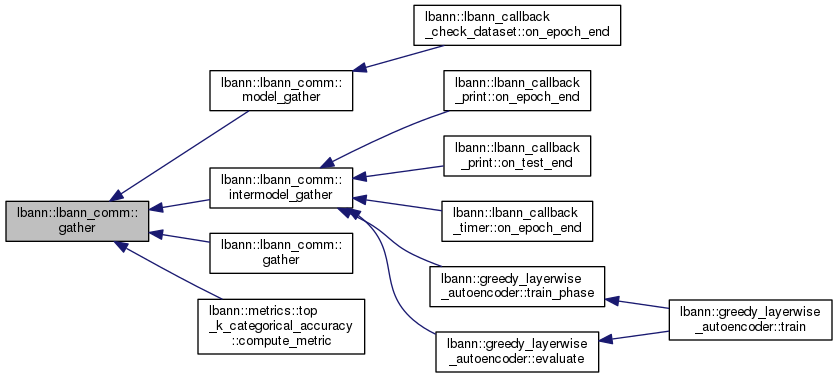 lbann::lbann_comm::
gather
lbann::lbann_comm::
model_gather
lbann::lbann_comm::
intermodel_gather
lbann::lbann_comm::
gather
lbann::metrics::top
_k_categorical_accuracy
::compute_metric
lbann::lbann_callback
_check_dataset::on_epoch_end
lbann::lbann_callback
_print::on_epoch_end
lbann::lbann_callback
_print::on_test_end
lbann::lbann_callback
_timer::on_epoch_end
lbann::greedy_layerwise
_autoencoder::train_phase
lbann::greedy_layerwise
_autoencoder::evaluate
lbann::greedy_layerwise
_autoencoder::train